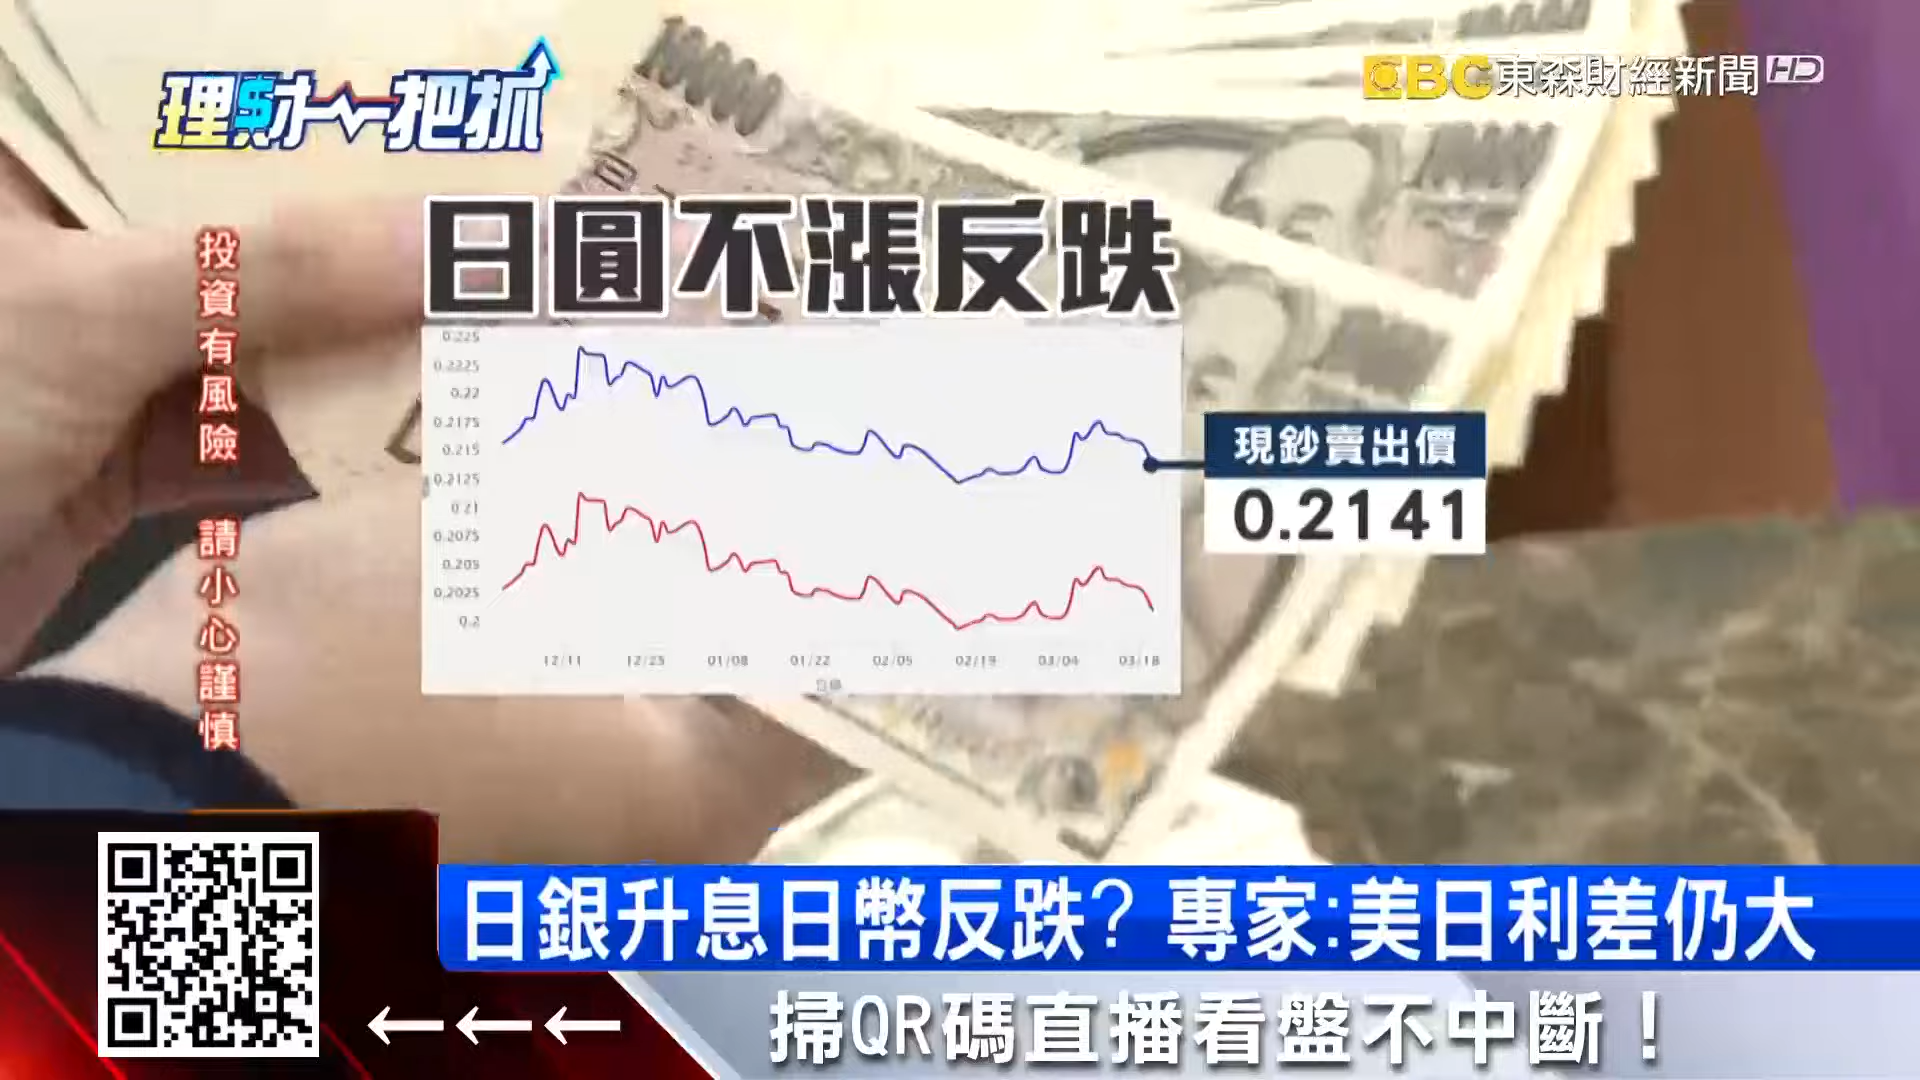 理財一把抓
EBC東森財經新聞HD
投資有風險 請小心謹慎
日圓不漲反跌
0.225
0.2225
0.22
0.2175
0.215
0.2125
0.21
0.2075
0.205
0.2025
0.2
12/11 12/25 01/08 01/22 02/05 02/19 03/04 03/18
現鈔賣出價
0.2141
日銀升息日幣反跌? 專家:美日利差仍大
←←← 掃QR碼直播看盤不中斷!